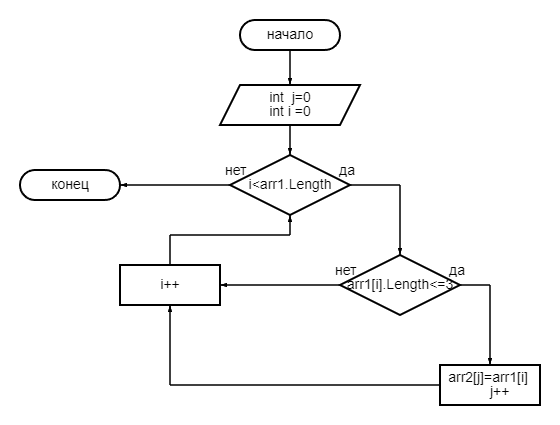 начало
int  j=0
int i =0
нет
да
i<arr1.Length
конец
нет
да
arr1[i].Length<=3
i++
arr2[j]=arr1[i]
j++